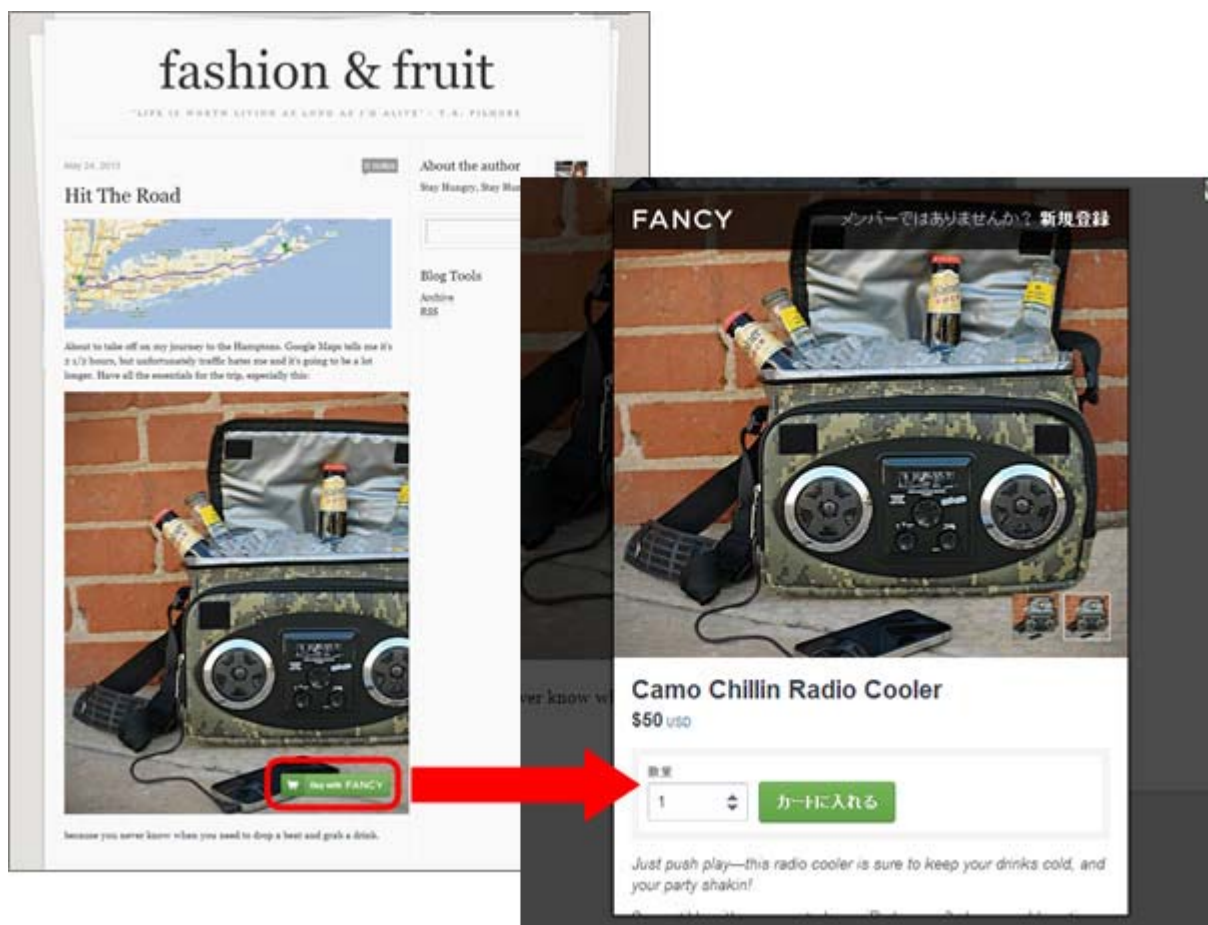 fashion & fruit
"LIFE IS WORTH LIVING AS LONG AS I'M ALIVE" - T.K. PILMORE
May 24, 2013
Hit The Road
About to take off on my journey to the Hamptons. Google Maps tells me it's
2 1/2 hours, but unfortunately traffic hates me and it's going to be a lot
longer. Have all the essentials for the trip, especially this:
Buy with FANCY
because you never know when you need to drop a beat and grab a drink.
About the author
Stay Hungry, Stay
Blog Tools
Archive
RSS
ver know w
FANCY
メンバーではありませんか? 新規登録
Camo Chillin Radio Cooler
$50 USD
数量
1
カートに入れる
Just push play—this radio cooler is sure to keep your drinks cold, and
your party shakin!